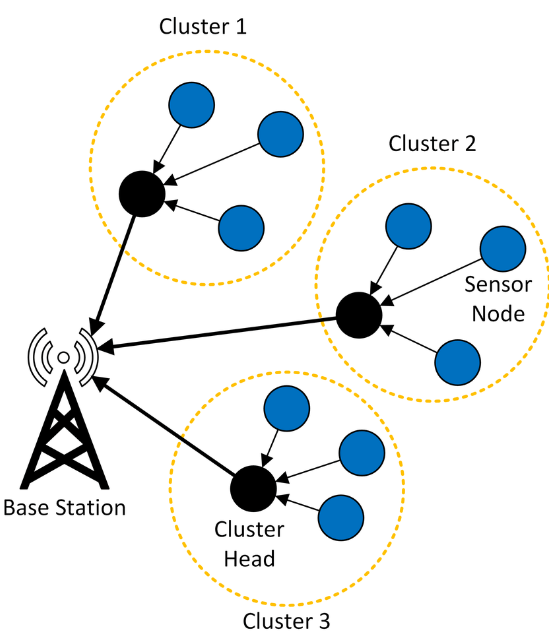 Cluster 1
Cluster 2
Sensor
Node
Base Station
Cluster
Head
Cluster 3